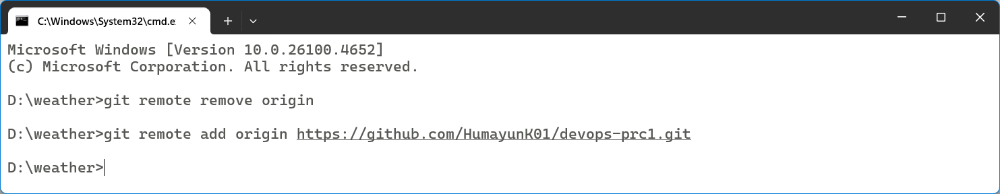 C:\Windows\System32\cmd.e
Microsoft Windows [Version 10.0.26100.4652]
(c) Microsoft Corporation. All rights reserved.
D:\weather>git remote remove origin
D:\weather>git remote add origin https://github.com/HumayunK01/devops-prc1.git
D:\weather>